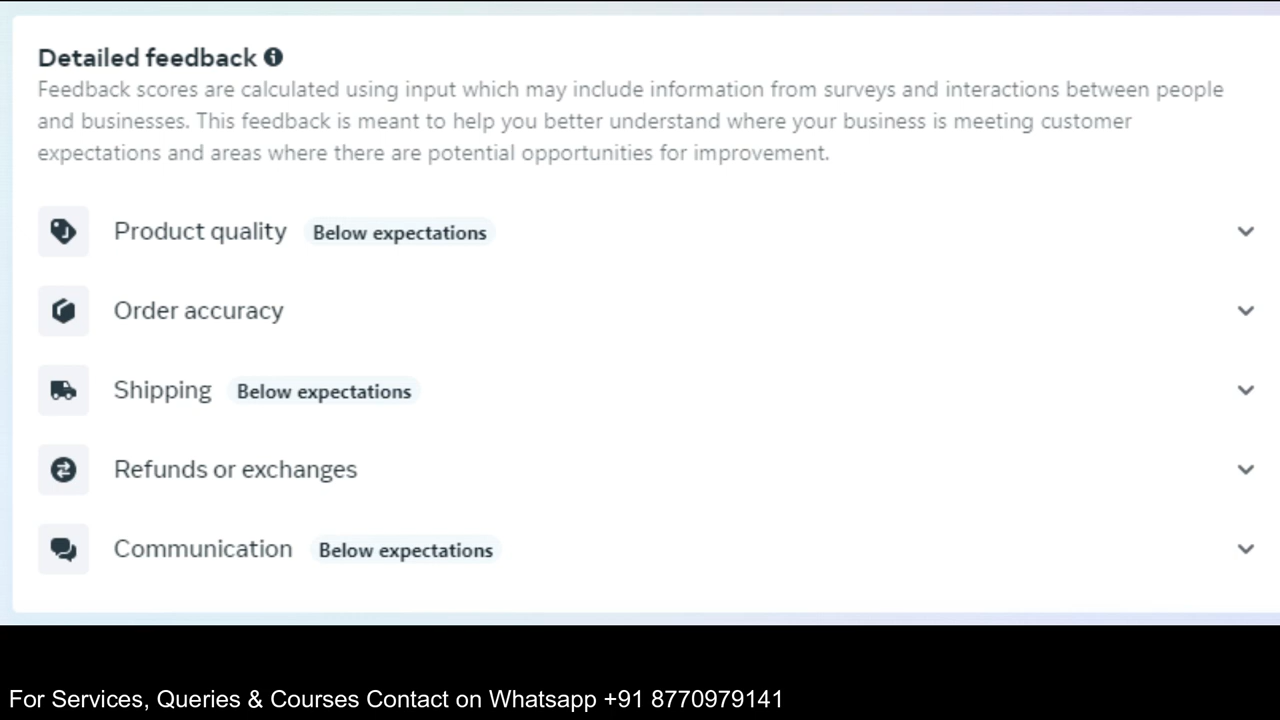 Detailed feedback
Feedback scores are calculated using input which may include information from surveys and interactions between people
and businesses. This feedback is meant to help you better understand where your business is meeting customer
expectations and areas where there are potential opportunities for improvement.
Product quality Below expectations
Order accuracy
Shipping Below expectations
Refunds or exchanges
Communication Below expectations
For Services, Queries & Courses Contact on Whatsapp +91 8770979141